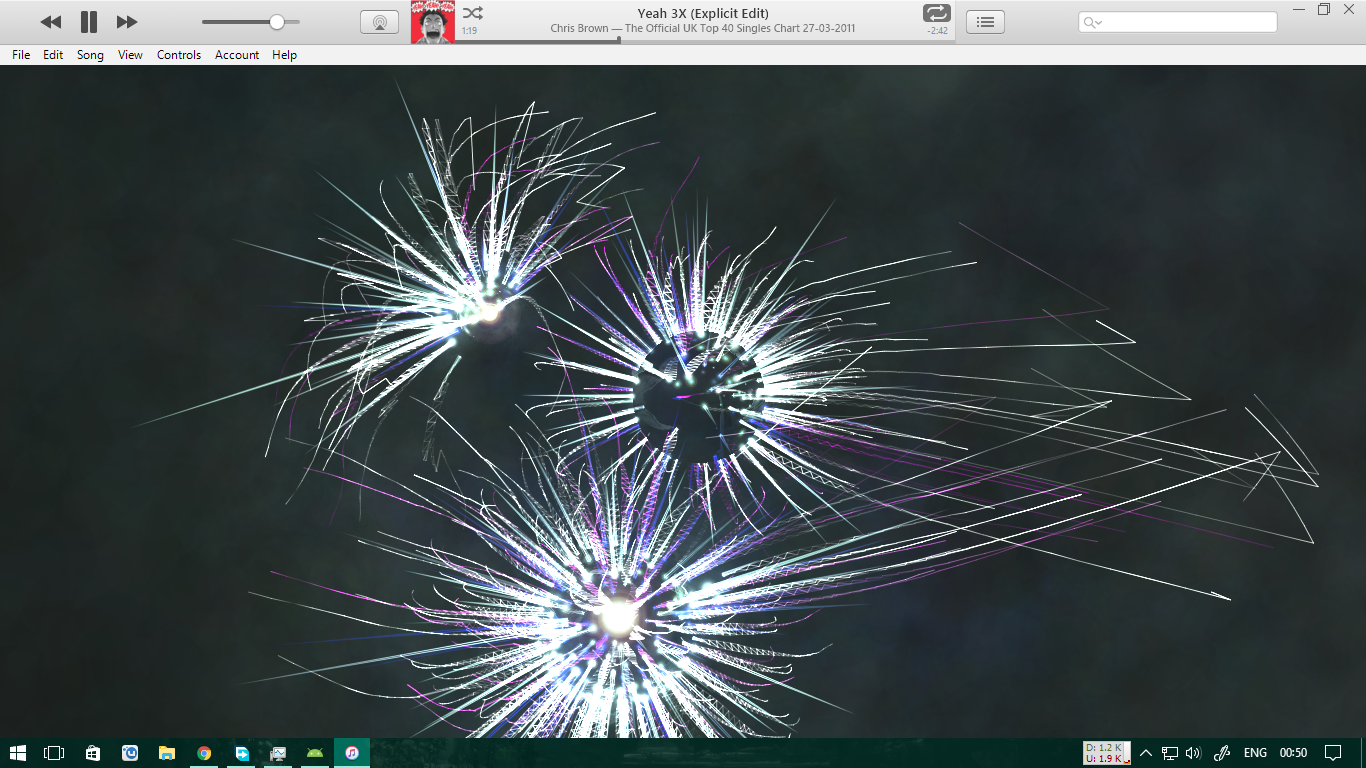 Yeah 3X (Explicit Edit)
1:19
Chris Brown — The Official UK Top 40 Singles Chart 27-03-2011
-2:42
File Edit Song View Controls Account Help
D: 1.2 K
U: 1.9 K
ENG
00:50